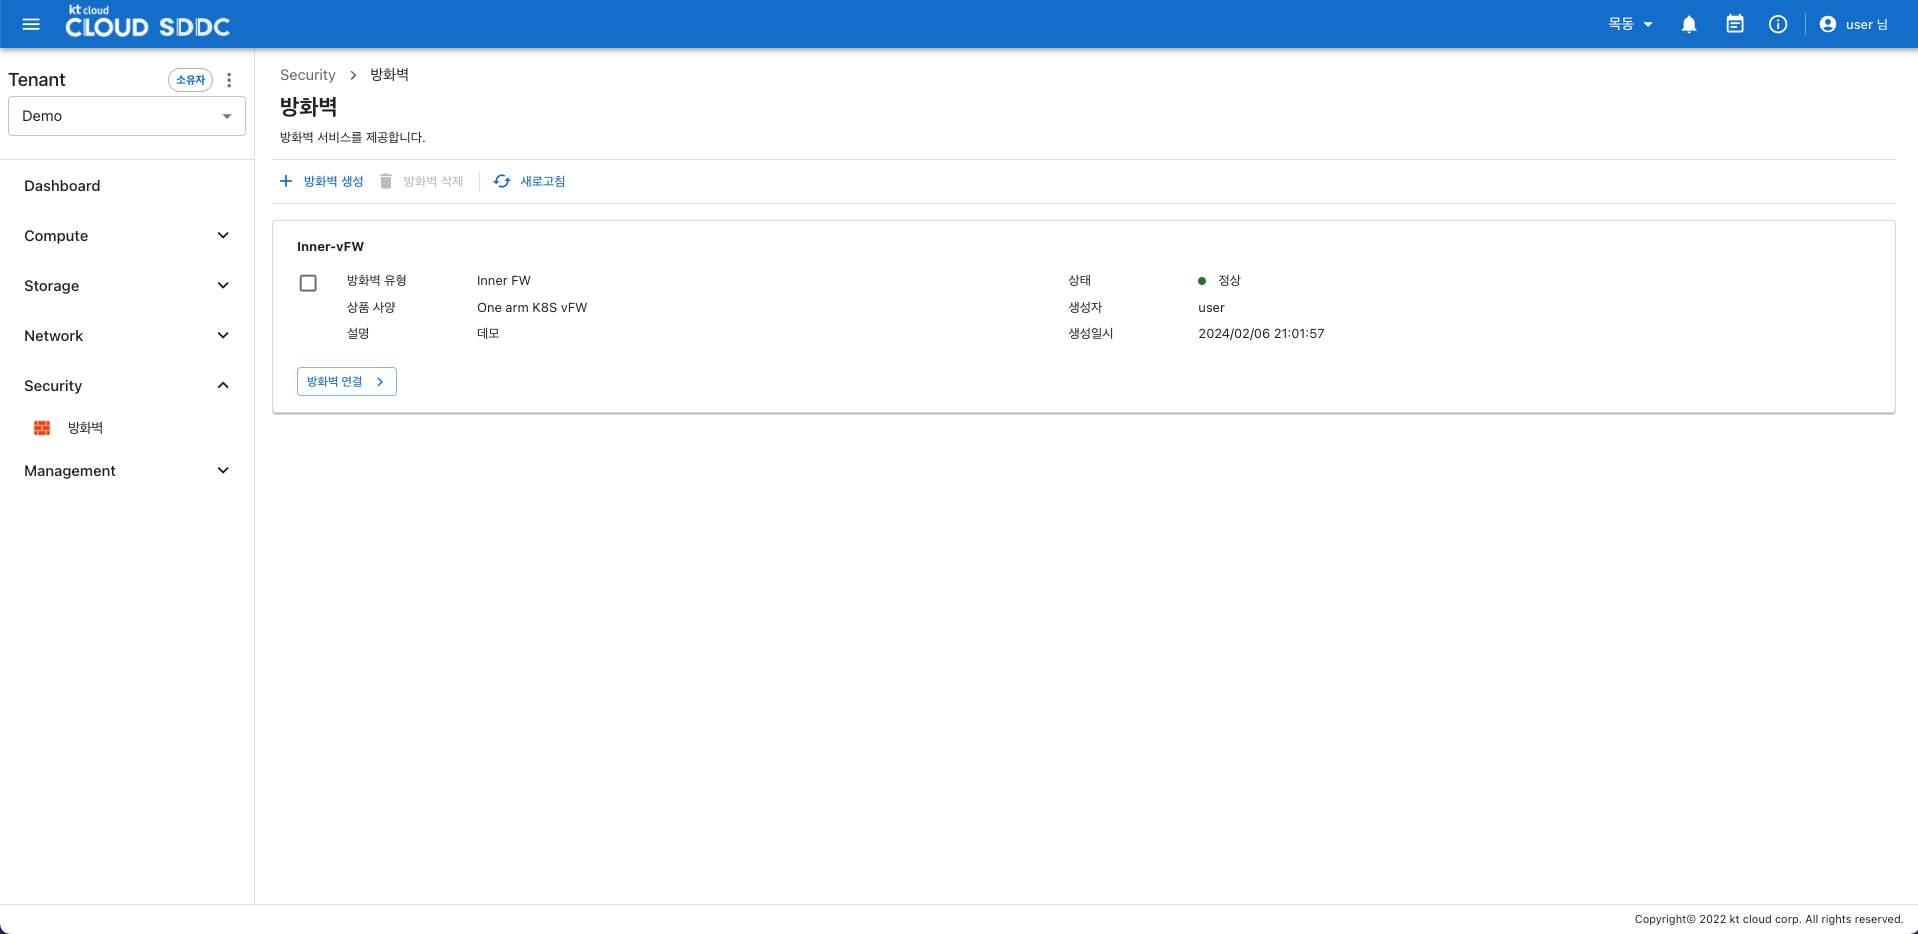 kt cloud
CLOUD SDDC
목동
user 님
Tenant
소유자
Demo
Dashboard
Compute
Storage
Network
Security
방화벽
Management
Security > 방화벽
방화벽
방화벽 서비스를 제공합니다.
방화벽 생성
방화벽 삭제
새로고침
Inner-vFW
방화벽 유형 Inner FW
상태 정상
상품 사양 One arm K8S vFW
생성자 user
설명 데모
생성일시 2024/02/06 21:01:57
방화벽 연결 >
Copyright© 2022 kt cloud corp. All rights reserved.